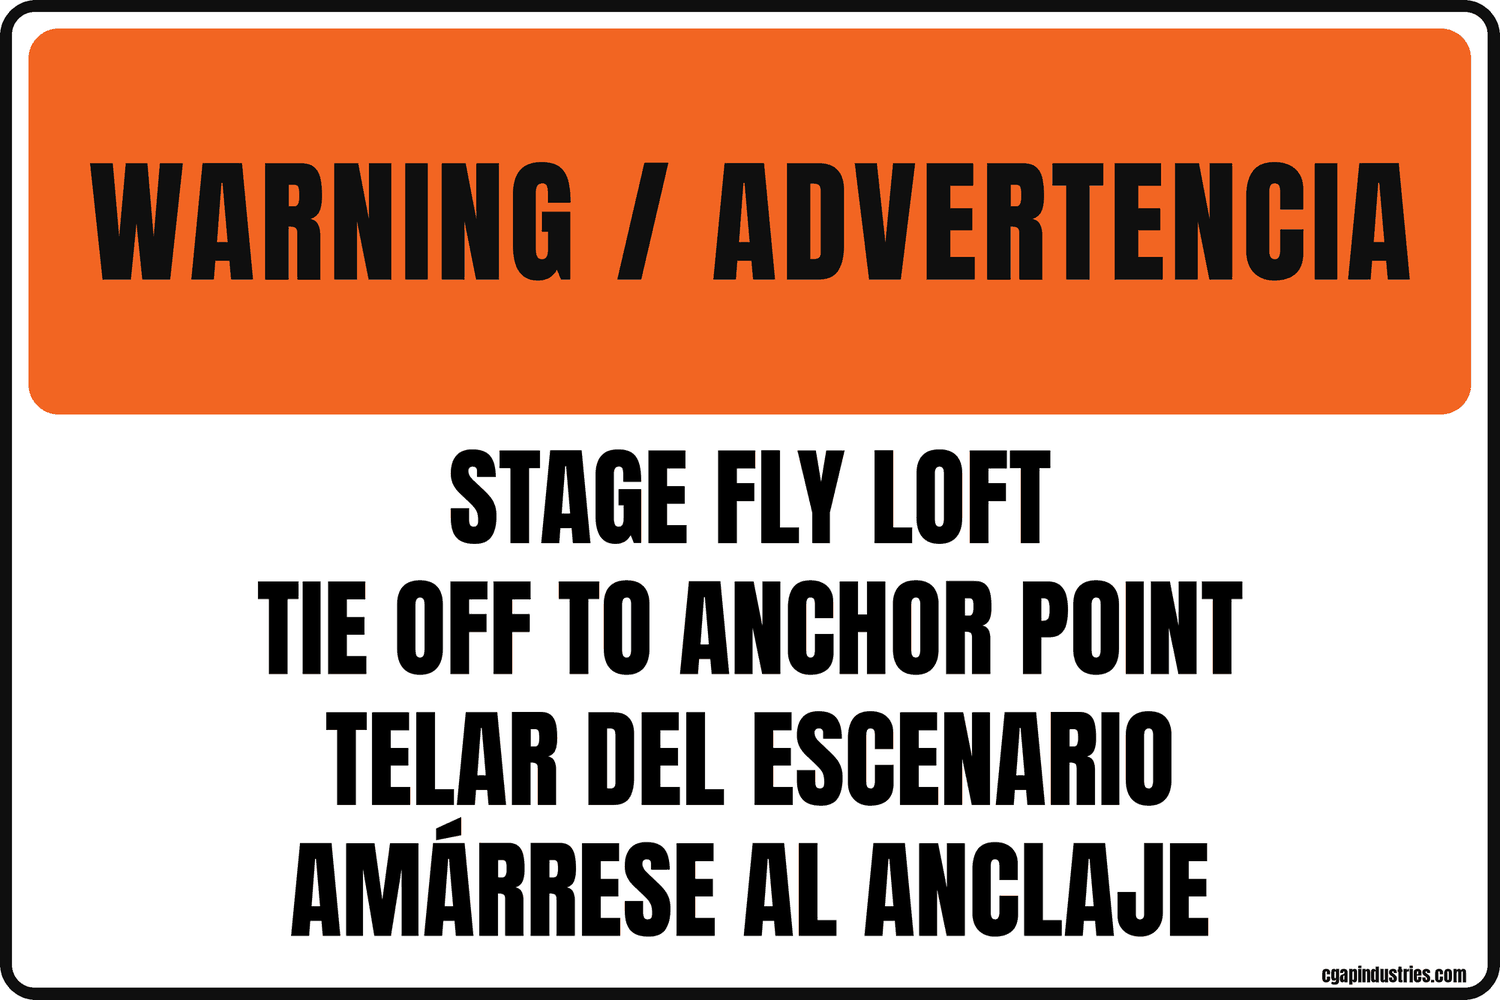 WARNING / ADVERTENCIA
STAGE FLY LOFT
TIE OFF TO ANCHOR POINT
TELAR DEL ESCENARIO
AMÁRRESE AL ANCLAJE
cgapindustries.com